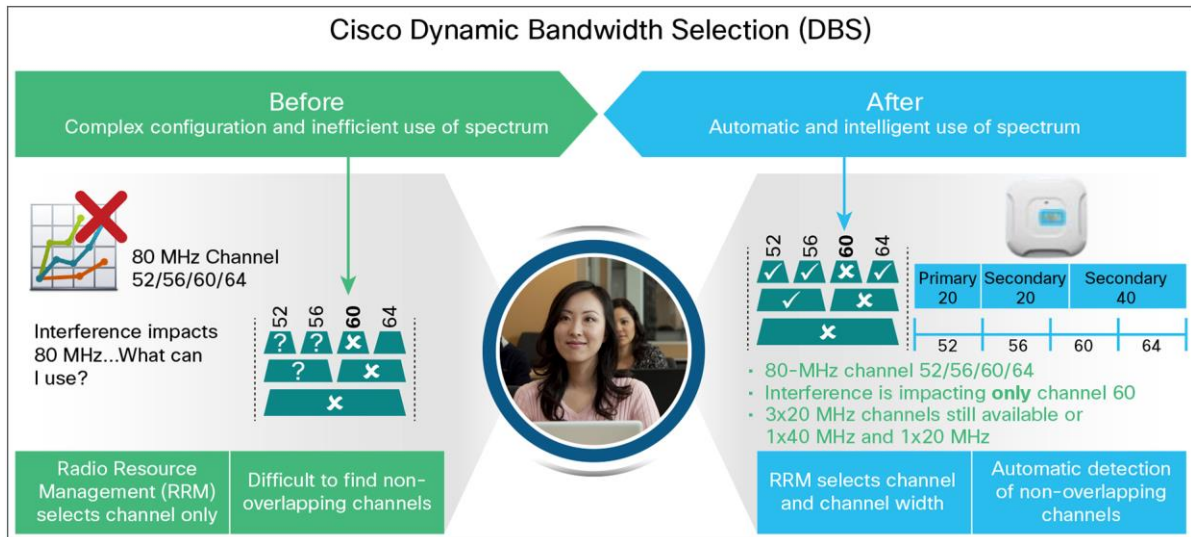 Cisco Dynamic Bandwidth Selection (DBS)
Before
Complex configuration and inefficient use of spectrum
After
Automatic and intelligent use of spectrum
80 MHz Channel
52/56/60/64
Interference impacts
80 MHz...What can
I use?
52 56 60 64
? ?
?
52 56 60 64
Primary
20
Secondary
20
Secondary
40
52 56 60 64
· 80-MHz channel 52/56/60/64
· Interference is impacting only channel 60
· 3x20 MHz channels still available or
1x40 MHz and 1x20 MHz
Radio Resource
Management (RRM)
selects channel only
Difficult to find non-
overlapping channels
RRM selects channel
and channel width
Automatic detection
of non-overlapping
channels